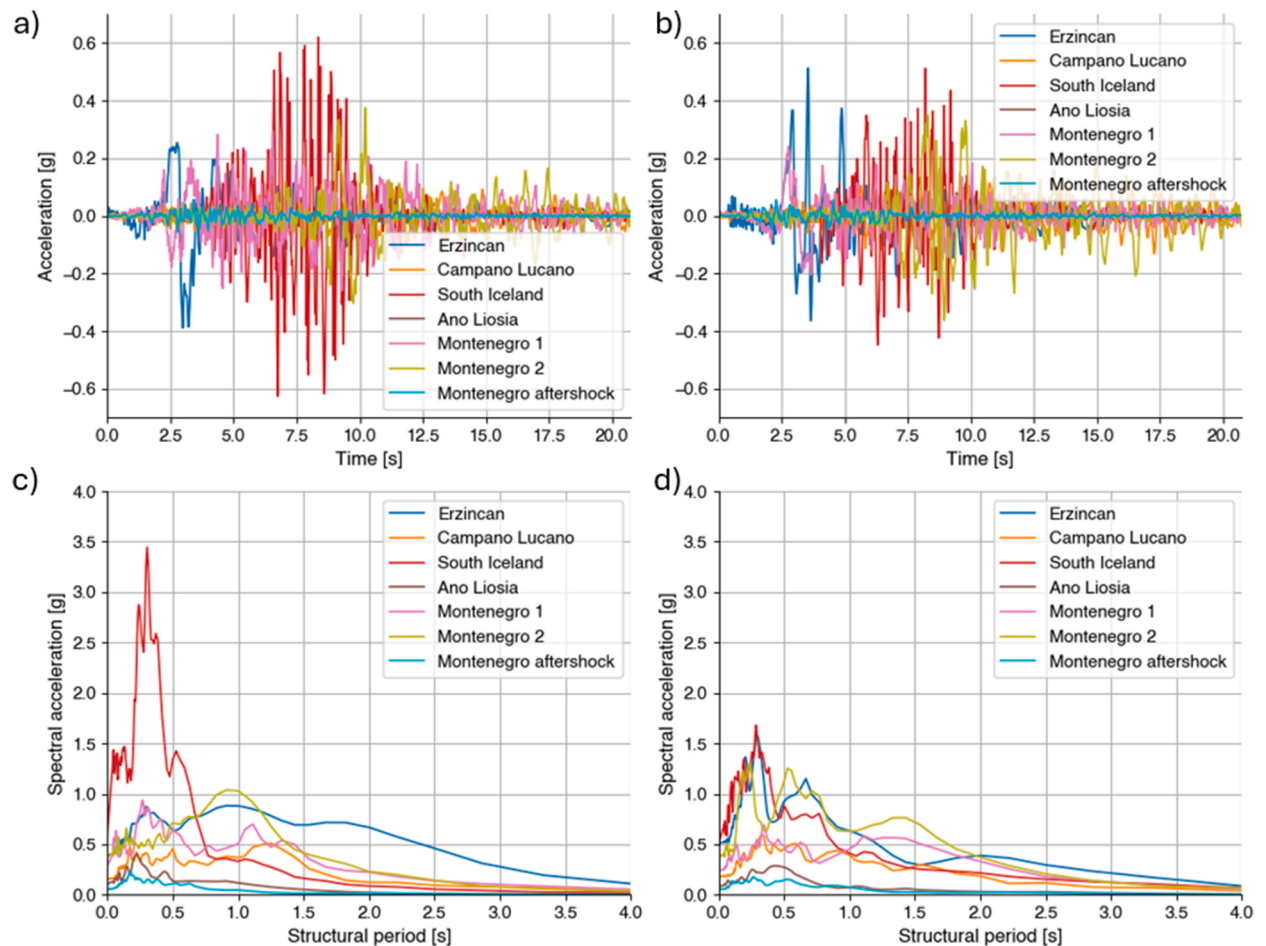 a)
0.6
0.4
0.2
0.0
−0.2
−0.4
−0.6
Acceleration [g]
Erzincan
Campano Lucano
South Iceland
Ano Liosia
Montenegro 1
Montenegro 2
Montenegro aftershock
0.0 2.5 5.0 7.5 10.0 12.5 15.0 17.5 20.0
Time [s]
b)
0.6
0.4
0.2
0.0
−0.2
−0.4
−0.6
Acceleration [g]
Erzincan
Campano Lucano
South Iceland
Ano Liosia
Montenegro 1
Montenegro 2
Montenegro aftershock
0.0 2.5 5.0 7.5 10.0 12.5 15.0 17.5 20.0
Time [s]
c)
4.0
3.5
3.0
2.5
2.0
1.5
1.0
0.5
0.0
Spectral acceleration [g]
Erzincan
Campano Lucano
South Iceland
Ano Liosia
Montenegro 1
Montenegro 2
Montenegro aftershock
0.0 0.5 1.0 1.5 2.0 2.5 3.0 3.5 4.0
Structural period [s]
d)
4.0
3.5
3.0
2.5
2.0
1.5
1.0
0.5
0.0
Spectral acceleration [g]
Erzincan
Campano Lucano
South Iceland
Ano Liosia
Montenegro 1
Montenegro 2
Montenegro aftershock
0.0 0.5 1.0 1.5 2.0 2.5 3.0 3.5 4.0
Structural period [s]